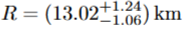 R = (13.02^{+1.24}_{-1.06}) km